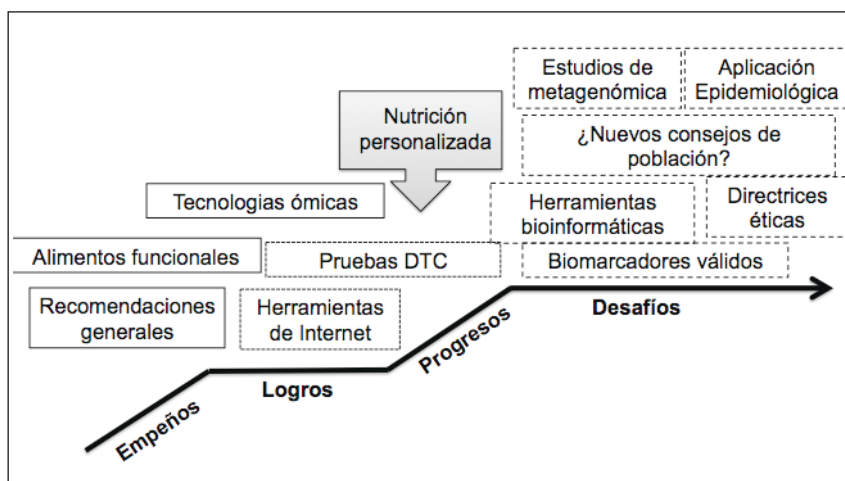 Estudios de
metagenómica
Aplicación
Epidemiológica
Nutrición
personalizada
¿Nuevos consejos de
población?
Tecnologias ómicas
Herramientas
bioinformáticas
Directrices
éticas
Alimentos funcionales
Pruebas DTC
Biomarcadores válidos
Recomendaciones
generales
Herramientas
de Internet
Empeños
Logros
Progresos
Desafíos